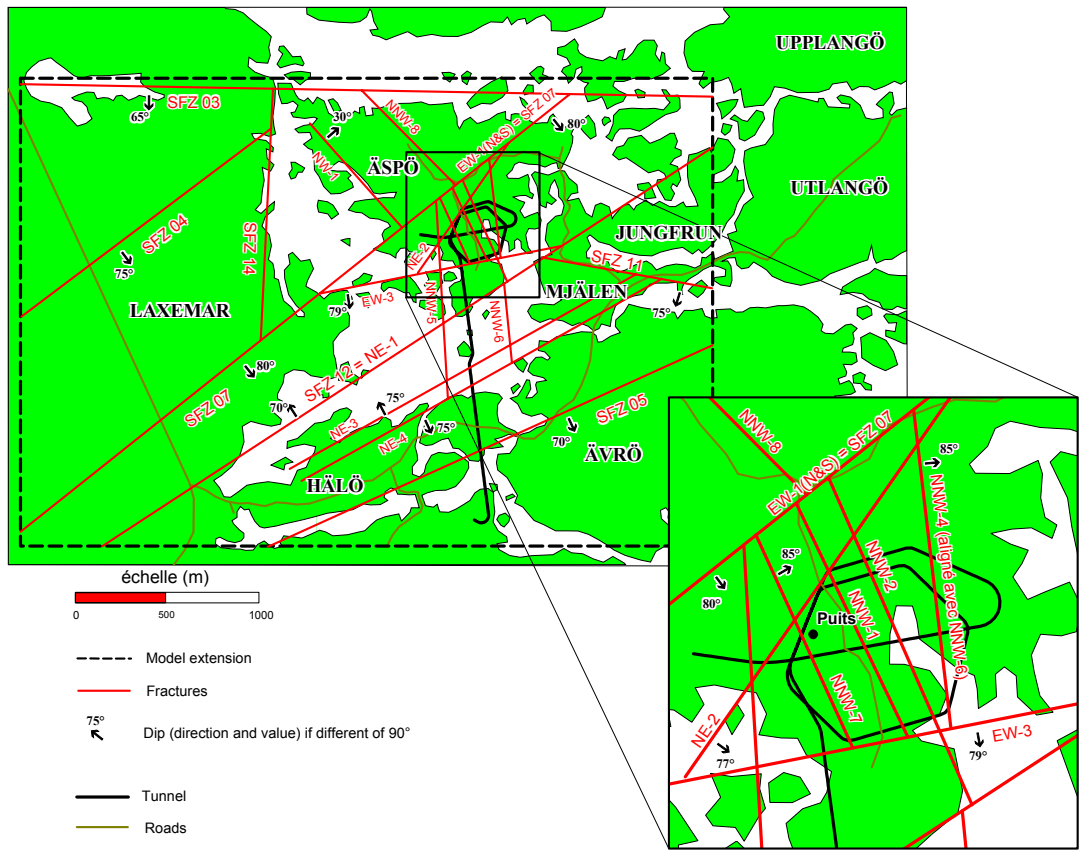 UPPLANGÖ
SFZ 03
65°
30°
NNW-8
EW-1(N&S) = SFZ 07
80°
NW-1
ÄSPÖ
UTLANGÖ
SFZ 04
75°
SFZ 14
NE-2
JUNGFRUN
SFZ 11
LAXEMAR
79°
EW-3
NNW-5
NNW-6
MJÄLEN
75°
80°
SFZ 12 = NE-1
SFZ 07
70°
75°
NE-3
NE-4
75°
SFZ 05
70°
ÄVRÖ
HÄLÖ
échelle (m)
0 500 1000
Model extension
Fractures
75°
Dip (direction and value) if different of 90°
Tunnel
Roads
NNW-8
EW-1(N&S) = SFZ 07
85°
NNW-4 (aligné avec NNW-6)
85°
NNW-2
80°
Puits
NNW-1
NNW-7
NE-2
77°
EW-3
79°